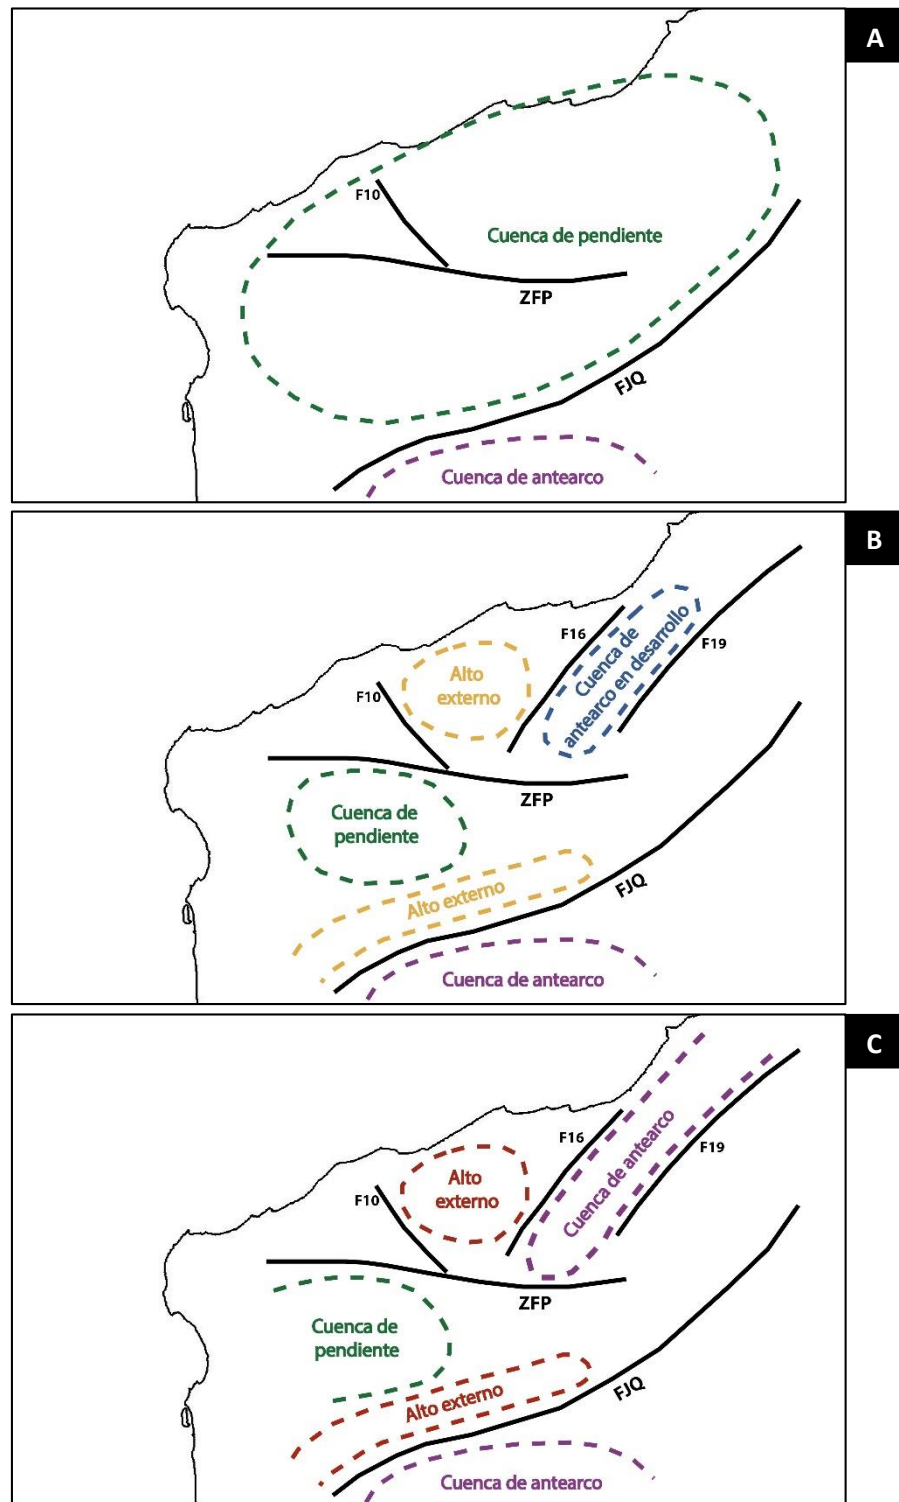 A
F10
Cuenca de pendiente
ZFP
FJQ
Cuenca de antearco
B
F16
Cuenca de
antearco en desarrollo
F19
Alto
externo
F10
ZFP
Cuenca de
pendiente
FJQ
Alto externo
Cuenca de antearco
C
F16
Cuenca de antearco
F19
Alto
externo
F10
ZFP
Cuenca de
pendiente
FJQ
Alto externo
Cuenca de antearco